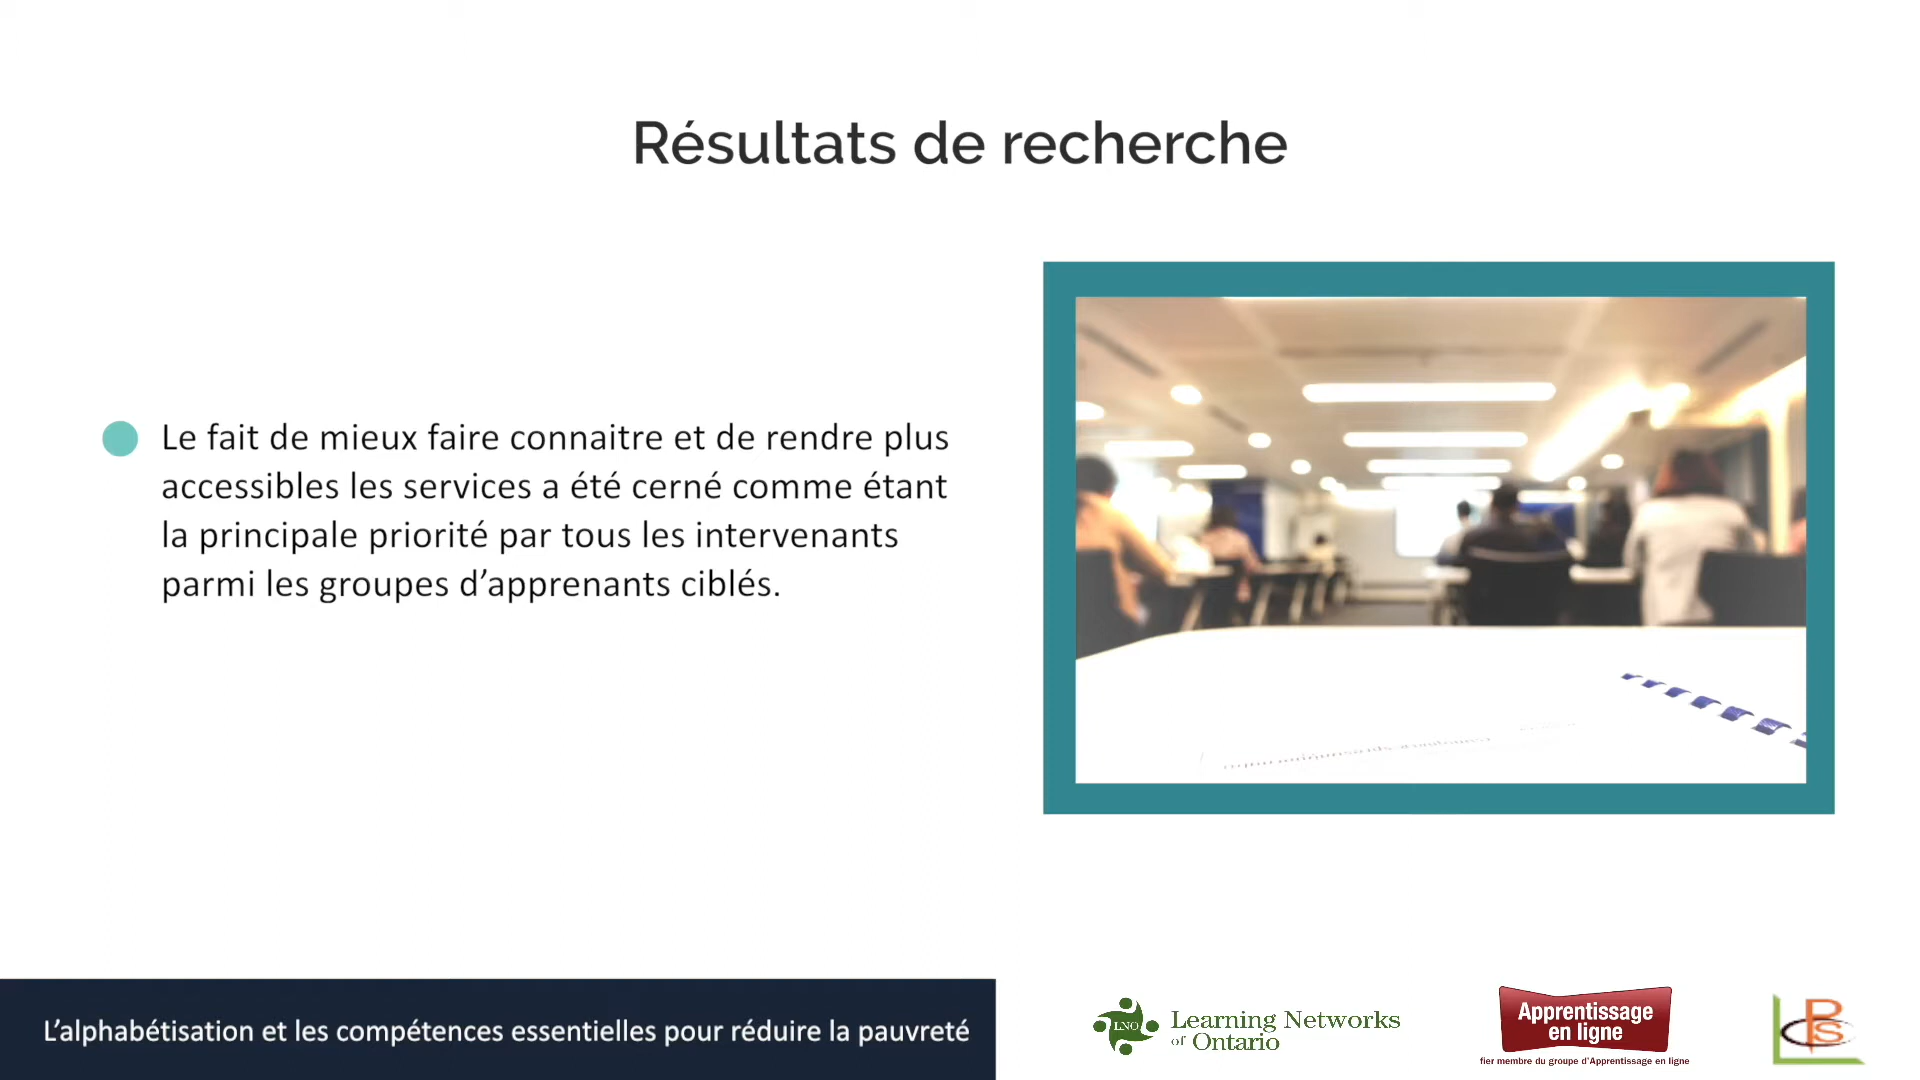 Résultats de recherche
Le fait de mieux faire connaitre et de rendre plus
accessibles les services a été cerné comme étant
la principale priorité par tous les intervenants
parmi les groupes d’apprenants ciblés.
L’alphabétisation et les compétences essentielles pour réduire la pauvreté
LNO
Learning Networks
of Ontario
Apprentissage
en ligne
fier membre du groupe d'Apprentissage en ligne